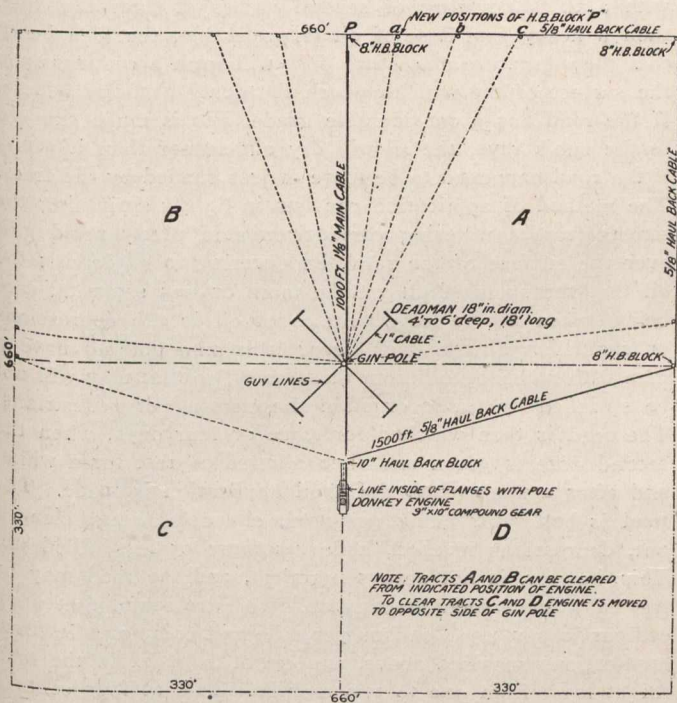 NEW POSITIONS OF H.B. BLOCK "P"
660' P a b c 5/8" HAUL BACK CABLE
8" H.B. BLOCK
8" H.B. BLOCK
B
A
1000 FT. 1 1/8" MAIN CABLE
5/8" HAUL BACK CABLE
DEADMAN 18" in. diam.
4' to 6' deep, 18' long
1" CABLE.
660'
GIN-POLE
8" H.B. BLOCK
GUY LINES
1500 ft. 5/8" HAUL BACK CABLE
10" HAUL BACK BLOCK
LINE INSIDE OF FLANGES WITH POLE
DONKEY ENGINE
9"x10" COMPOUND GEAR
330'
C
D
NOTE. TRACTS A AND B CAN BE CLEARED
FROM INDICATED POSITION OF ENGINE.
TO CLEAR TRACTS C AND D ENGINE IS MOVED
TO OPPOSITE SIDE OF GIN POLE
330'
330'
660'